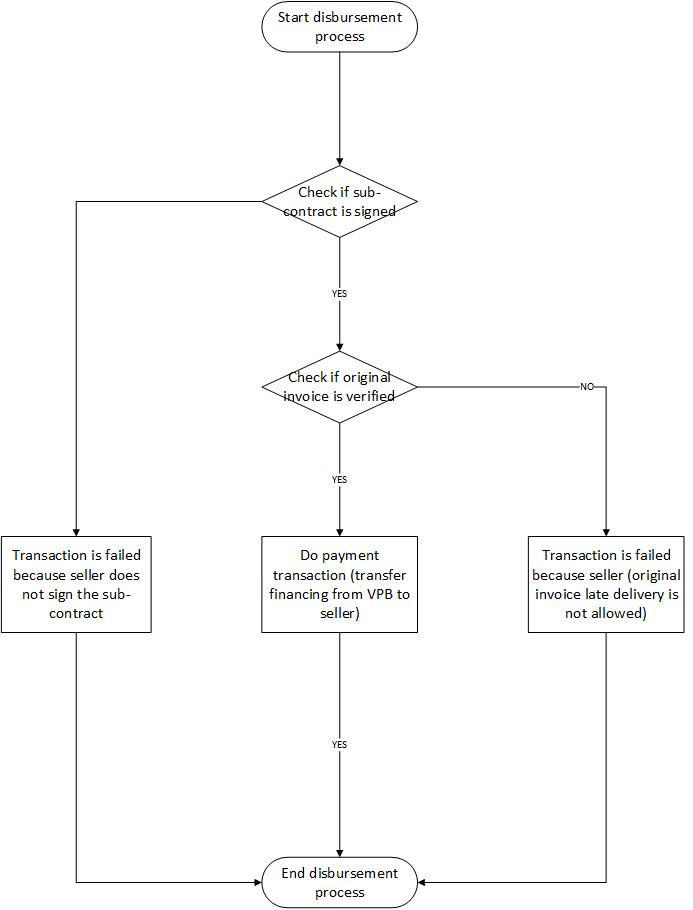 Start disbursement
process
Check if sub-
contract is signed
YES
Check if original
invoice is verified
NO
YES
Transaction is failed
because seller does
not sign the sub-
contract
Do payment
transaction (transfer
financing from VPB to
seller)
Transaction is failed
because seller (original
invoice late delivery is
not allowed)
YES
End disbursement
process